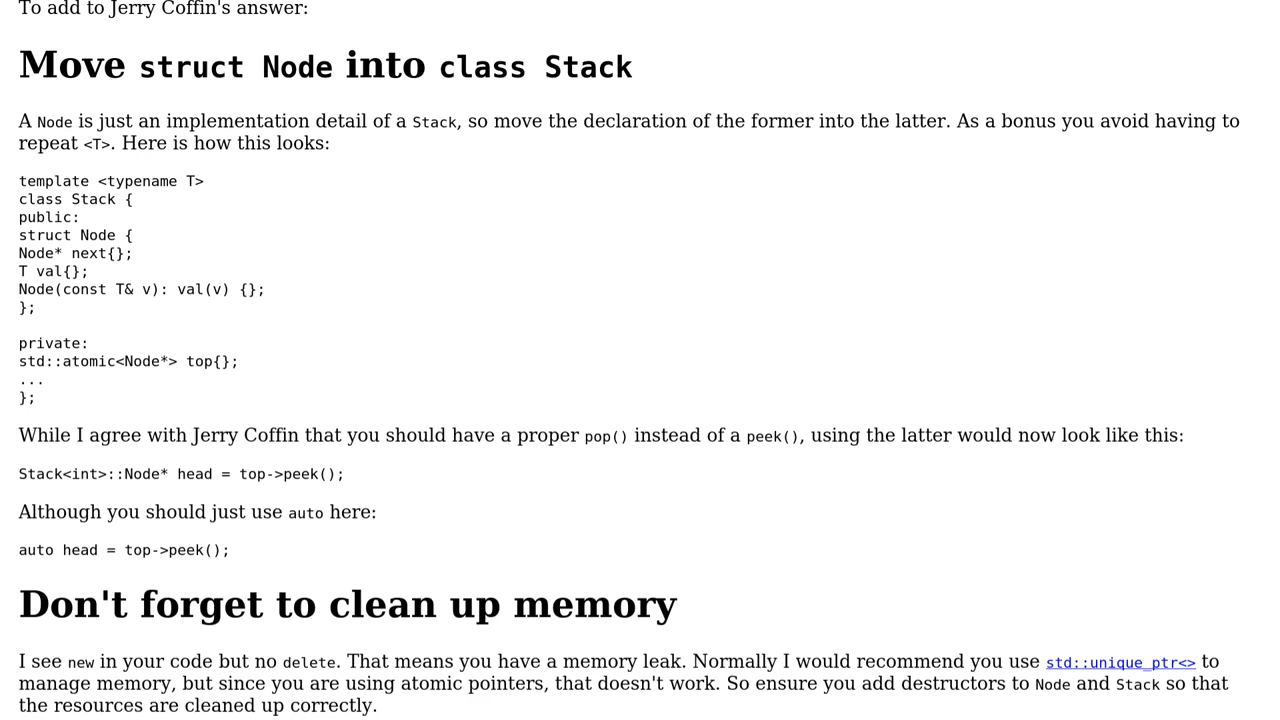 To add to Jerry Coffin's answer:
Move struct Node into class Stack
A Node is just an implementation detail of a Stack, so move the declaration of the former into the latter. As a bonus you avoid having to
repeat <T>. Here is how this looks:
template <typename T>
class Stack {
public:
struct Node {
Node* next{};
T val{};
Node(const T& v): val(v) {};
};
private:
std::atomic<Node*> top{};
...
};
While I agree with Jerry Coffin that you should have a proper pop() instead of a peek(), using the latter would now look like this:
Stack<int>::Node* head = top->peek();
Although you should just use auto here:
auto head = top->peek();
Don't forget to clean up memory
I see new in your code but no delete. That means you have a memory leak. Normally I would recommend you use std::unique_ptr<> to
manage memory, but since you are using atomic pointers, that doesn't work. So ensure you add destructors to Node and Stack so that
the resources are cleaned up correctly.